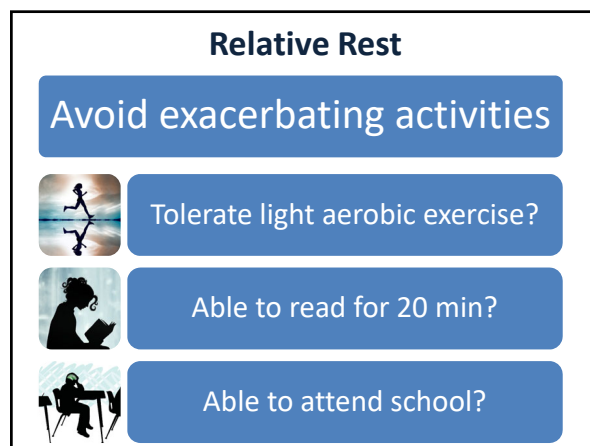 Relative Rest
Avoid exacerbating activities
Tolerate light aerobic exercise?
Able to read for 20 min?
Able to attend school?